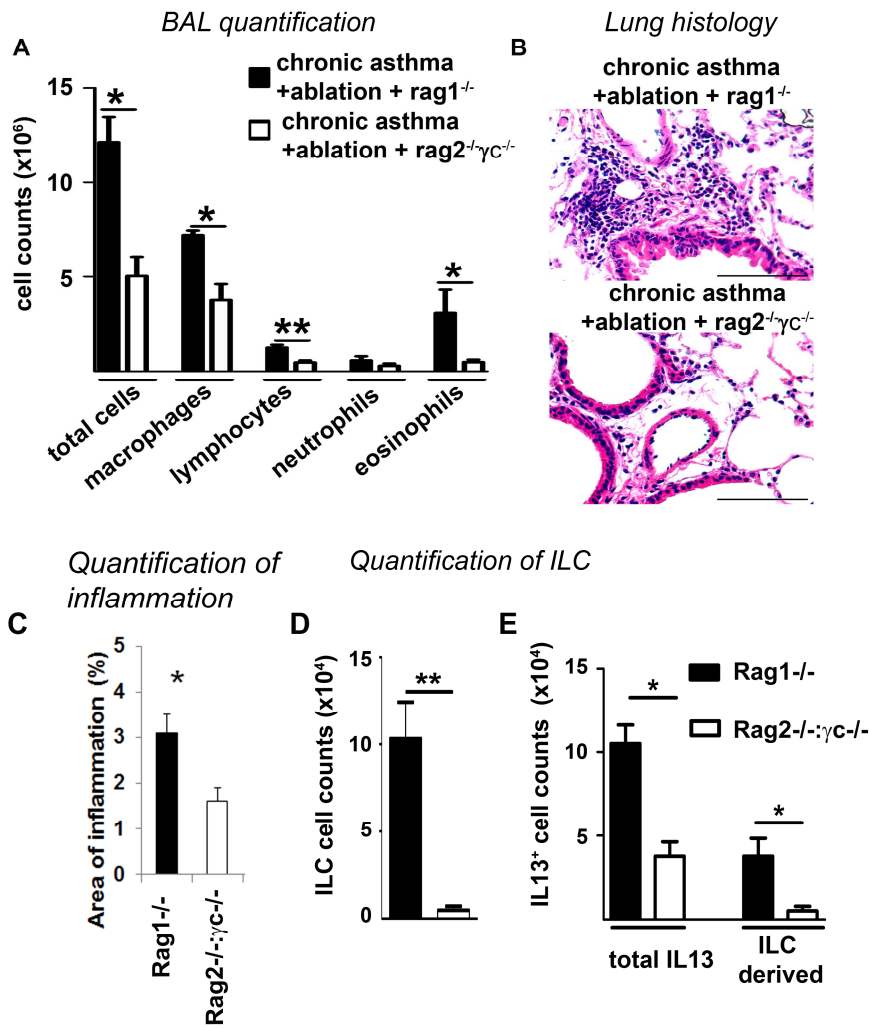 BAL quantification
A
15
10
5
cell counts (x10⁶)
*
*
**
*
chronic asthma
+ablation + rag1-/-
chronic asthma
+ablation + rag2-/-γc-/-
total cells
macrophages
lymphocytes
neutrophils
eosinophils
Lung histology
B
chronic asthma
+ablation + rag1-/-
chronic asthma
+ablation + rag2-/-γc-/-
Quantification of
inflammation
C
Area of inflammation (%)
5
4
3
2
1
0
*
Rag1-/-
Rag2-/-:γc-/-
Quantification of ILC
D
ILC cell counts (x10⁴)
15
10
5
0
**
E
IL13⁺ cell counts (x10⁴)
15
10
5
*
*
Rag1-/-
Rag2-/-:γc-/-
total IL13
ILC
derived